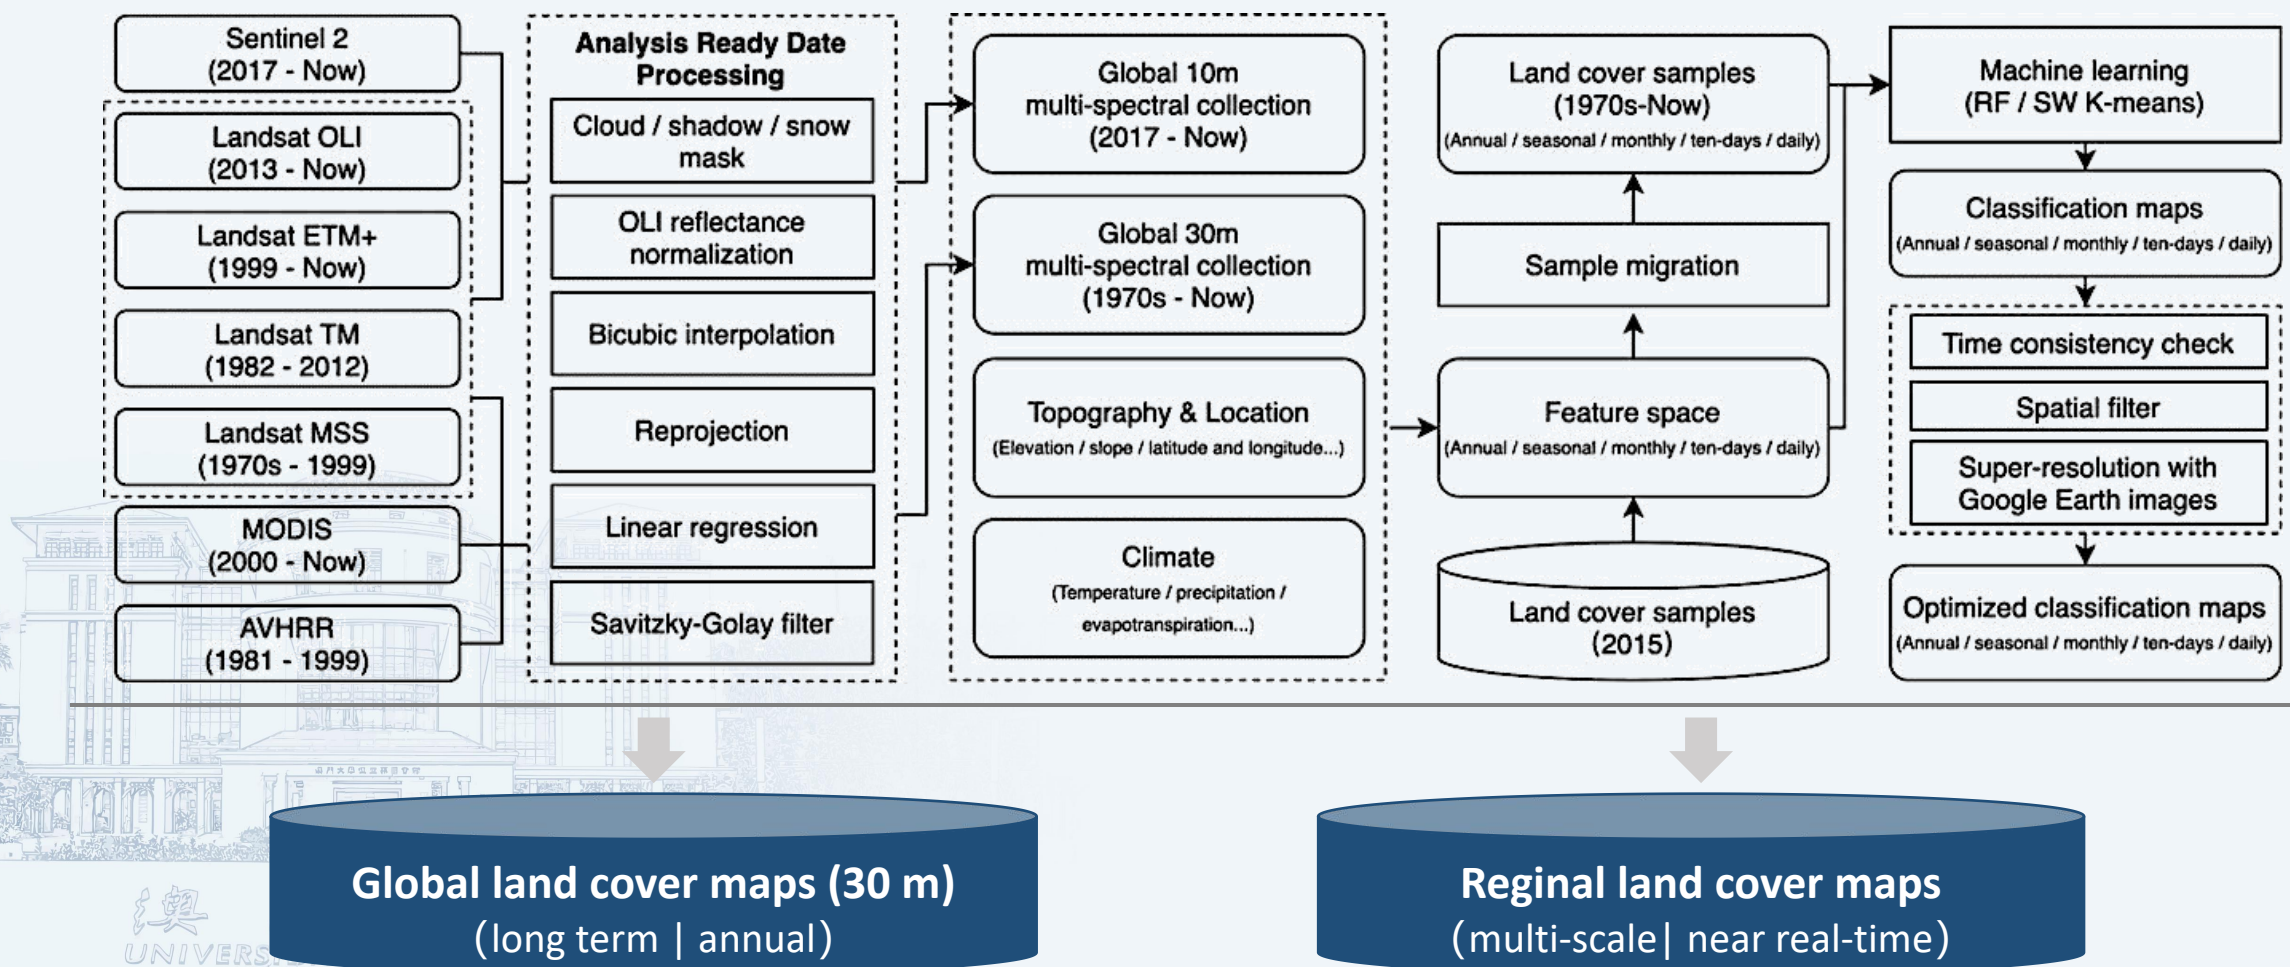 Sentinel 2
(2017 - Now)
Landsat OLI
(2013 - Now)
Landsat ETM+
(1999 - Now)
Landsat TM
(1982 - 2012)
Landsat MSS
(1970s - 1999)
MODIS
(2000 - Now)
AVHRR
(1981 - 1999)
Analysis Ready Date
Processing
Cloud / shadow / snow
mask
OLI reflectance
normalization
Bicubic interpolation
Reprojection
Linear regression
Savitzky-Golay filter
Global 10m
multi-spectral collection
(2017 - Now)
Global 30m
multi-spectral collection
(1970s - Now)
Topography & Location
(Elevation / slope / latitude and longitude...)
Climate
(Temperature / precipitation /
evapotranspiration...)
Land cover samples
(1970s-Now)
(Annual / seasonal / monthly / ten-days / daily)
Sample migration
Feature space
(Annual / seasonal / monthly / ten-days / daily)
Land cover samples
(2015)
Machine learning
(RF / SW K-means)
Classification maps
(Annual / seasonal / monthly / ten-days / daily)
Time consistency check
Spatial filter
Super-resolution with
Google Earth images
Optimized classification maps
(Annual / seasonal / monthly / ten-days / daily)
Global land cover maps (30 m)
(long term | annual)
Reginal land cover maps
(multi-scale| near real-time)
澳